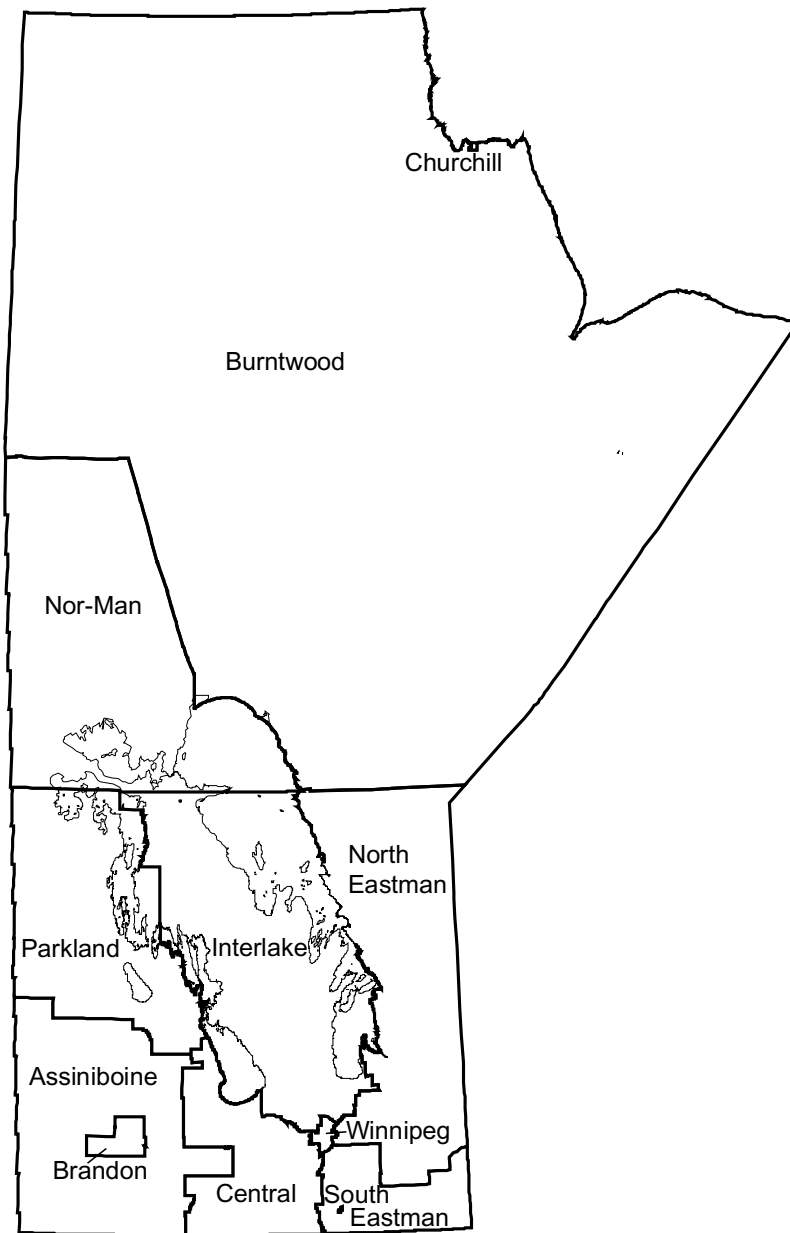 Churchill
Burntwood
Nor-Man
North
Eastman
Parkland
Interlake
Assiniboine
Winnipeg
Brandon
Central
South
Eastman